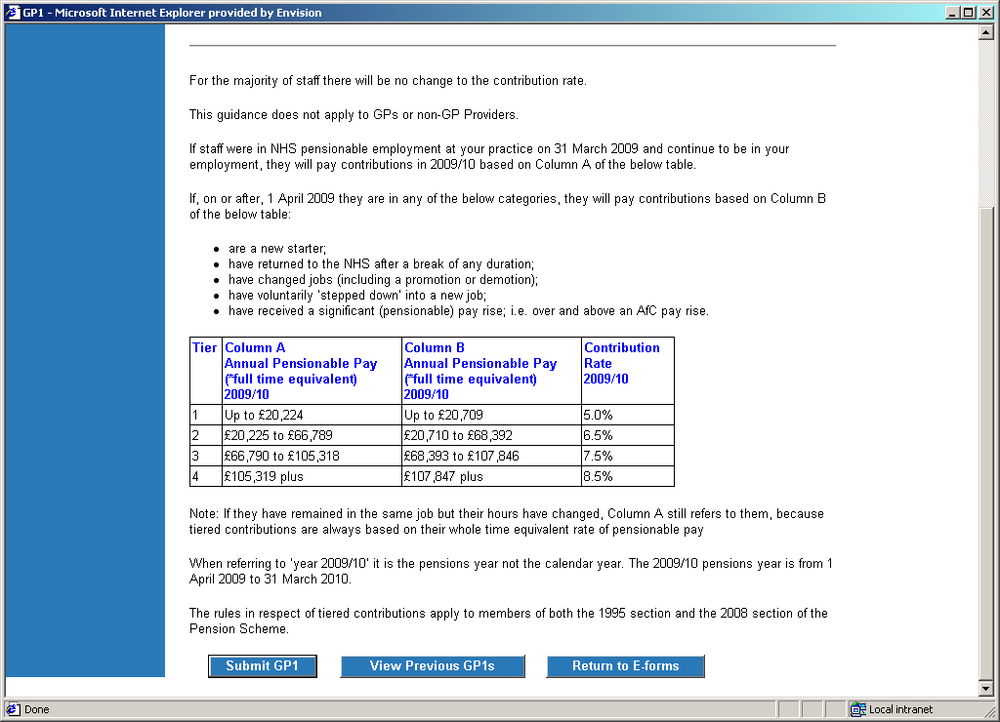 GP1 - Microsoft Internet Explorer provided by Envision
For the majority of staff there will be no change to the contribution rate.
This guidance does not apply to GPs or non-GP Providers.
If staff were in NHS pensionable employment at your practice on 31 March 2009 and continue to be in your
employment, they will pay contributions in 2009/10 based on Column A of the below table.
If, on or after, 1 April 2009 they are in any of the below categories, they will pay contributions based on Column B
of the below table:
• are a new starter;
• have returned to the NHS after a break of any duration;
• have changed jobs (including a promotion or demotion);
• have voluntarily 'stepped down' into a new job;
• have received a significant (pensionable) pay rise; i.e. over and above an AfC pay rise.
Tier Column A Column B Contribution
Annual Pensionable Pay Annual Pensionable Pay Rate
(*full time equivalent) (*full time equivalent) 2009/10
2009/10 2009/10
1 Up to £20,224 Up to £20,709 5.0%
2 £20,225 to £66,789 £20,710 to £68,392 6.5%
3 £66,790 to £105,318 £68,393 to £107,846 7.5%
4 £105,319 plus £107,847 plus 8.5%
Note: If they have remained in the same job but their hours have changed, Column A still refers to them, because
tiered contributions are always based on their whole time equivalent rate of pensionable pay
When referring to 'year 2009/10' it is the pensions year not the calendar year. The 2009/10 pensions year is from 1
April 2009 to 31 March 2010.
The rules in respect of tiered contributions apply to members of both the 1995 section and the 2008 section of the
Pension Scheme.
Submit GP1 View Previous GP1s Return to E-forms
Done Local intranet